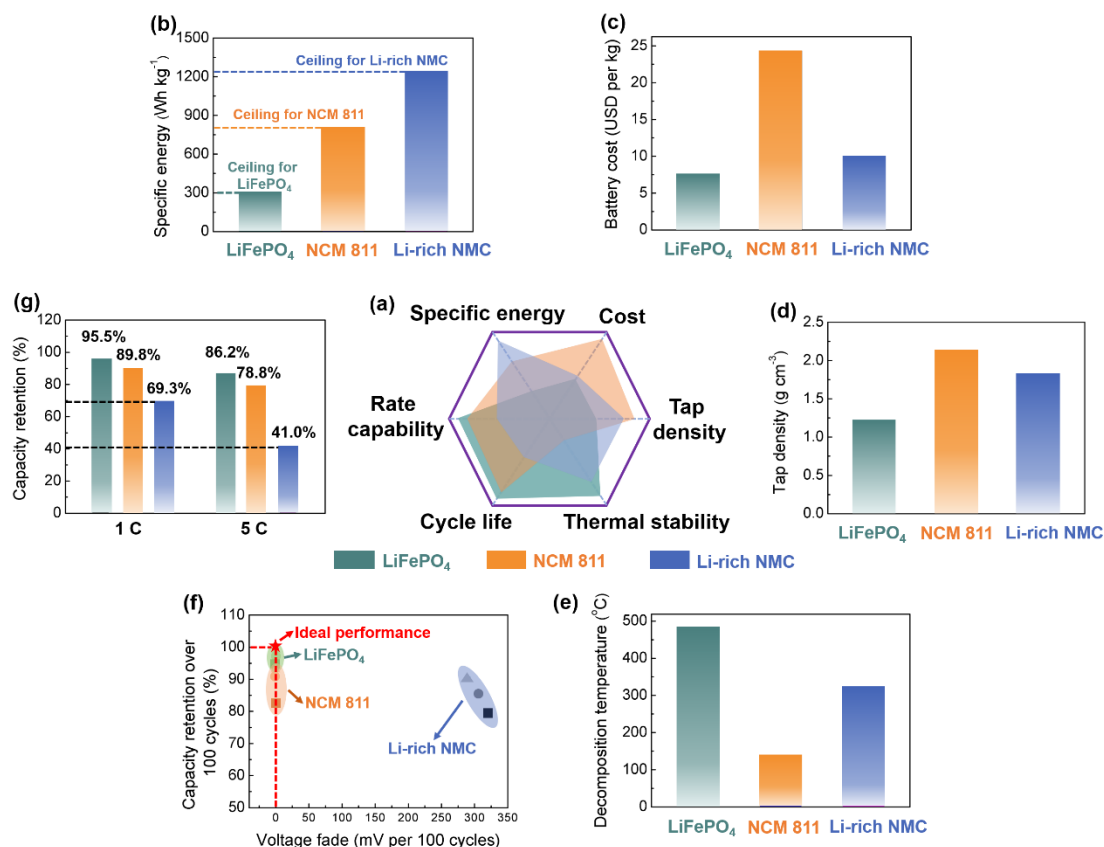 (b)
Specific energy (Wh kg⁻¹)
1500
1200
900
600
300
0
Ceiling for Li-rich NMC
Ceiling for NCM 811
Ceiling for
LiFePO₄
LiFePO₄ NCM 811 Li-rich NMC
(c)
Battery cost (USD per kg)
25
20
15
10
5
0
LiFePO₄ NCM 811 Li-rich NMC
(g)
Capacity retention (%)
120
100
80
60
40
20
0
95.5%
89.8%
69.3%
86.2%
78.8%
41.0%
1 C 5 C
(a)
Specific energy
Cost
Rate
capability
Tap
density
Cycle life
Thermal stability
(d)
Tap density (g cm⁻³)
2.5
2.0
1.5
1.0
0.5
0.0
LiFePO₄ NCM 811 Li-rich NMC
LiFePO₄ NCM 811 Li-rich NMC
(f)
Capacity retention over
100 cycles (%)
110
100
90
80
70
60
50
Ideal performance
LiFePO₄
NCM 811
Li-rich NMC
0 50 100 150 200 250 300 350
Voltage fade (mV per 100 cycles)
(e)
Decomposition temperature (°C)
500
400
300
200
100
0
LiFePO₄ NCM 811 Li-rich NMC